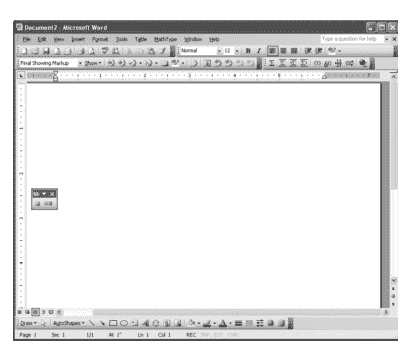 Document2 - Microsoft Word
File Edit View Insert Format Tools Table MathType Window Help Type a question for help
Normal 12 B I
Final Showing Markup Show
Draw AutoShapes
Page 1 Sec 1 1/1 At 1" Ln 1 Col 1 REC TRK EXT OVR